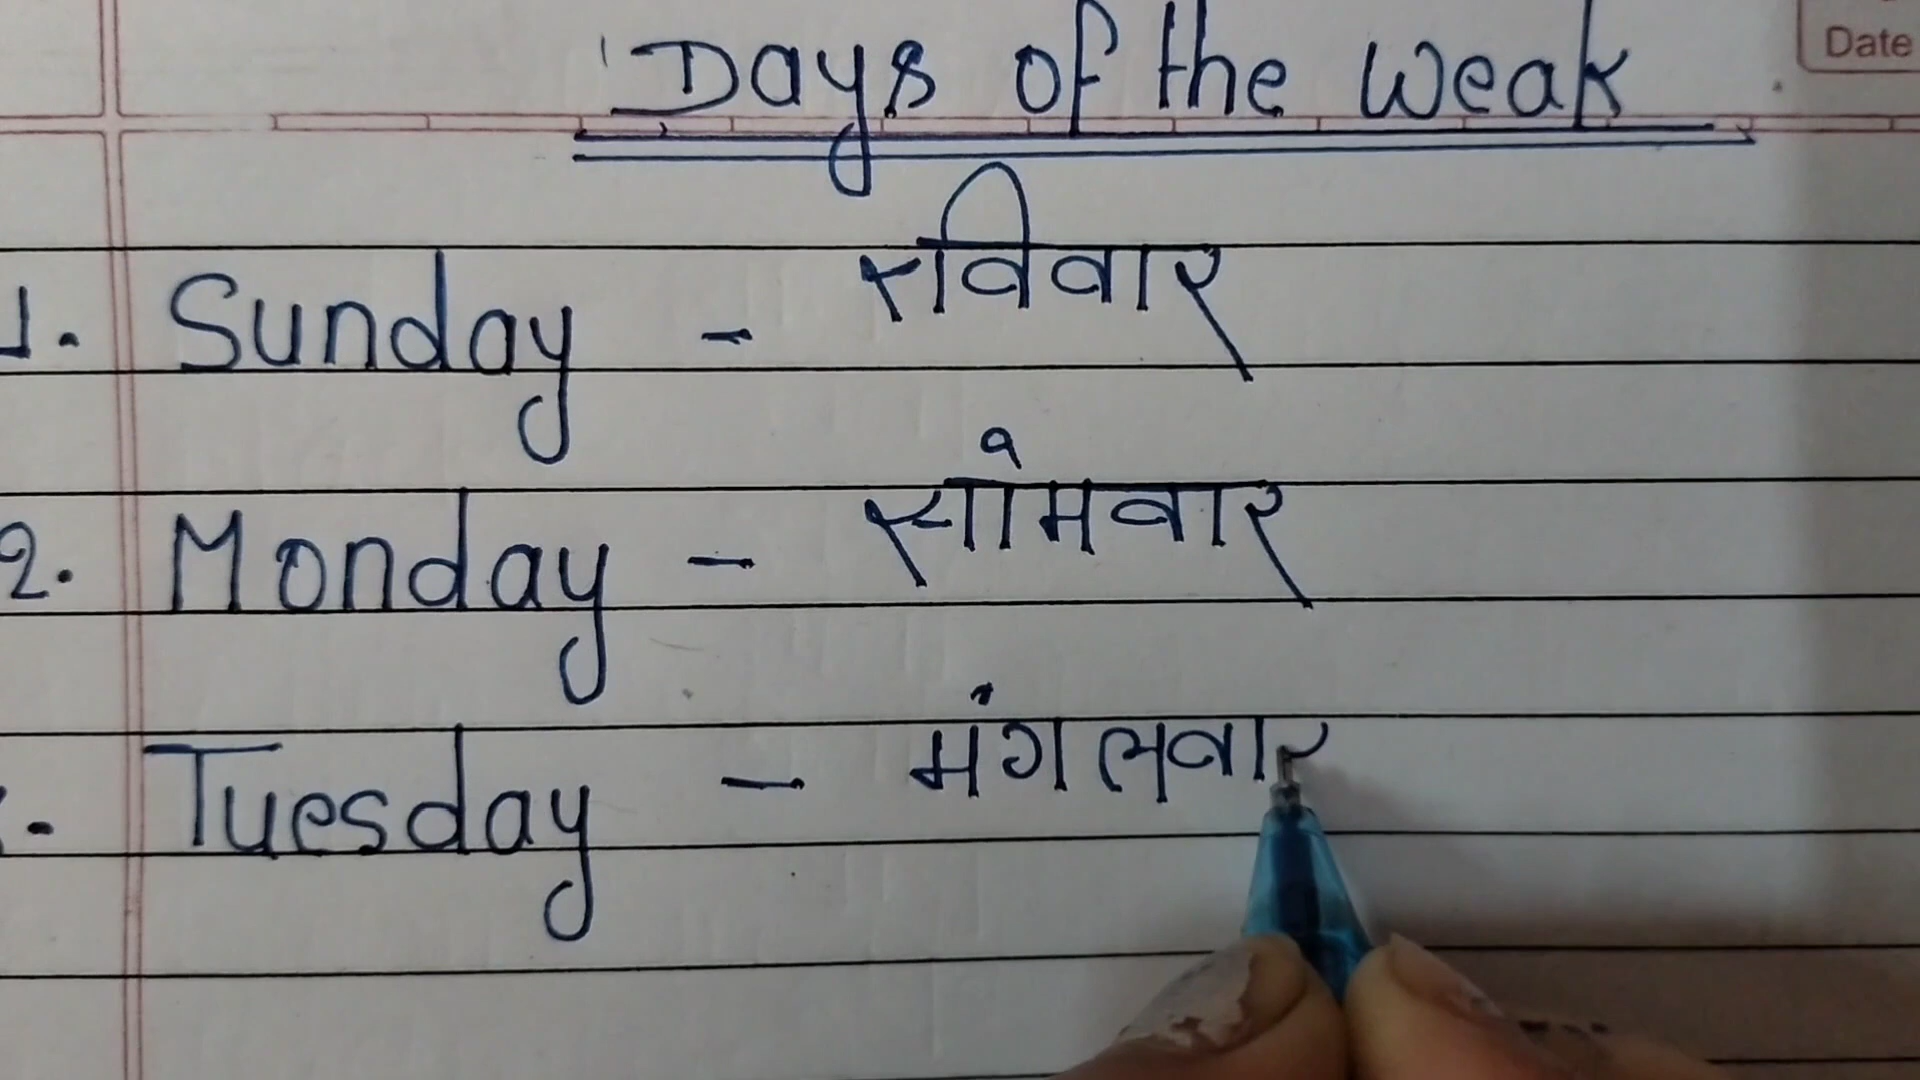 Date
Days of the weak
1. Sunday - रविवार
2. Monday - सोमवार
. Tuesday - मंगलवार